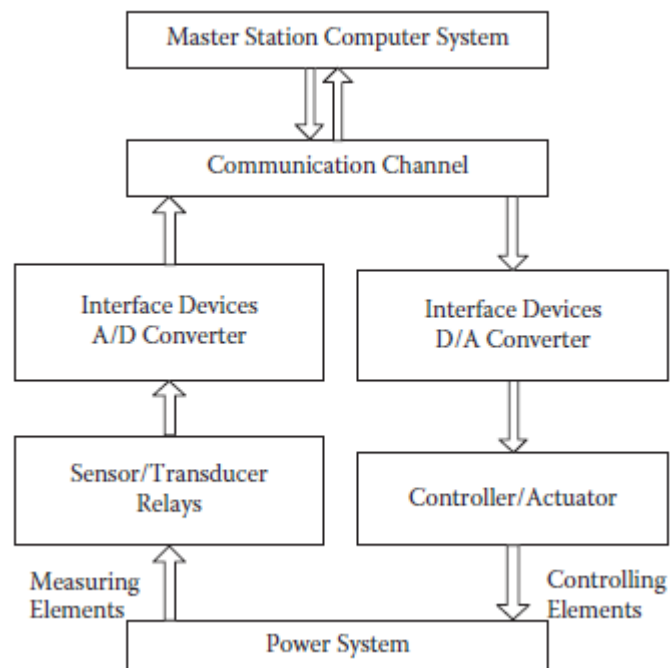 Master Station Computer System
Communication Channel
Interface Devices
A/D Converter
Interface Devices
D/A Converter
Sensor/Transducer
Relays
Controller/Actuator
Measuring
Elements
Controlling
Elements
Power System